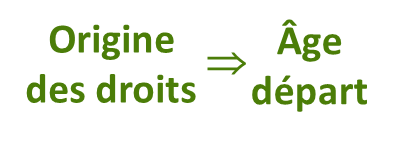 Origine
des droits
⇒
Âge
départ